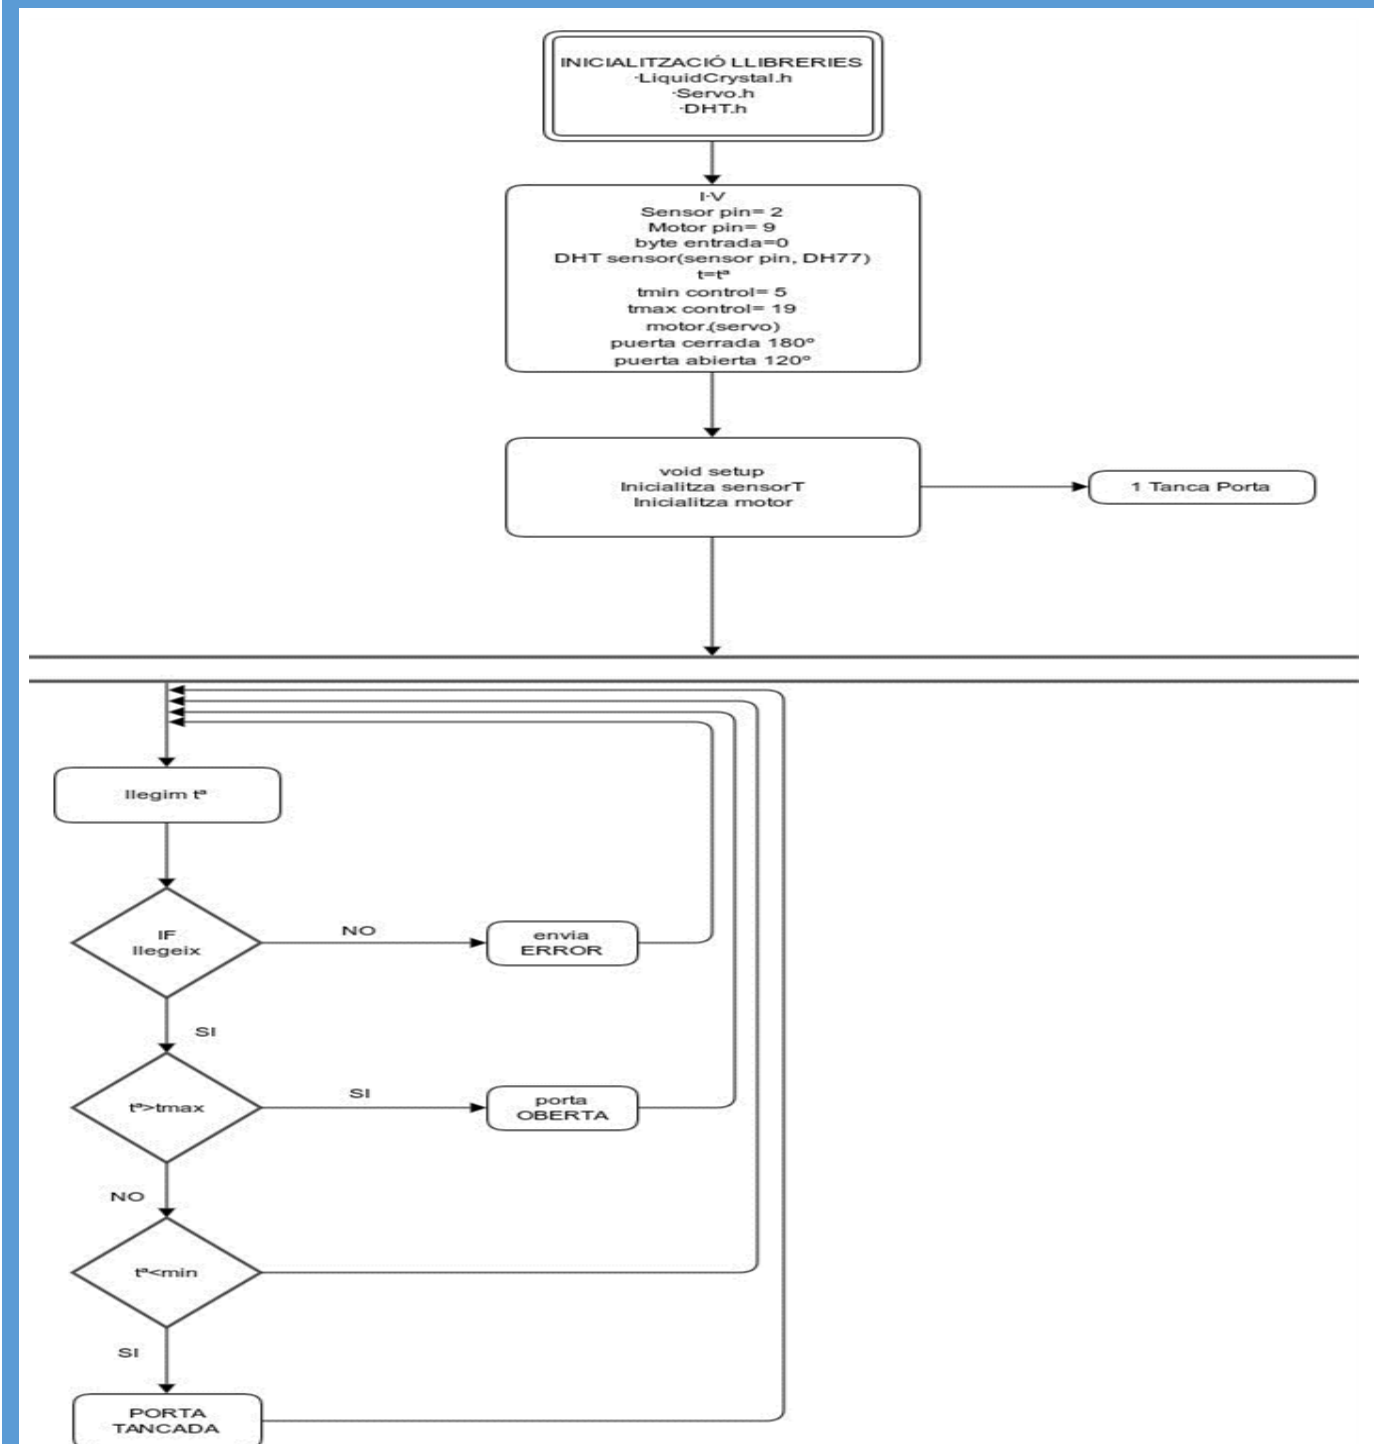 INICIALITZACIÓ LLIBRERIES
·LiquidCrystal.h
·Servo.h
·DHT.h
I·V
Sensor pin= 2
Motor pin= 9
byte entrada=0
DHT sensor(sensor pin, DH77)
t=tª
tmin control= 5
tmax control= 19
motor.(servo)
puerta cerrada 180º
puerta abierta 120º
void setup
Inicialitza sensorT
Inicialitza motor
1 Tanca Porta
llegim tª
IF
llegeix
NO
envia
ERROR
SI
tª>tmax
SI
porta
OBERTA
NO
tª<min
SI
PORTA
TANCADA